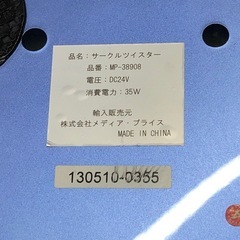 品名：サークルツイスター
品番：MP-38908
電圧：DC24V
消費電力：35W
輸入販売元
株式会社メディア・プライス
MADE IN CHINA
130510-0355